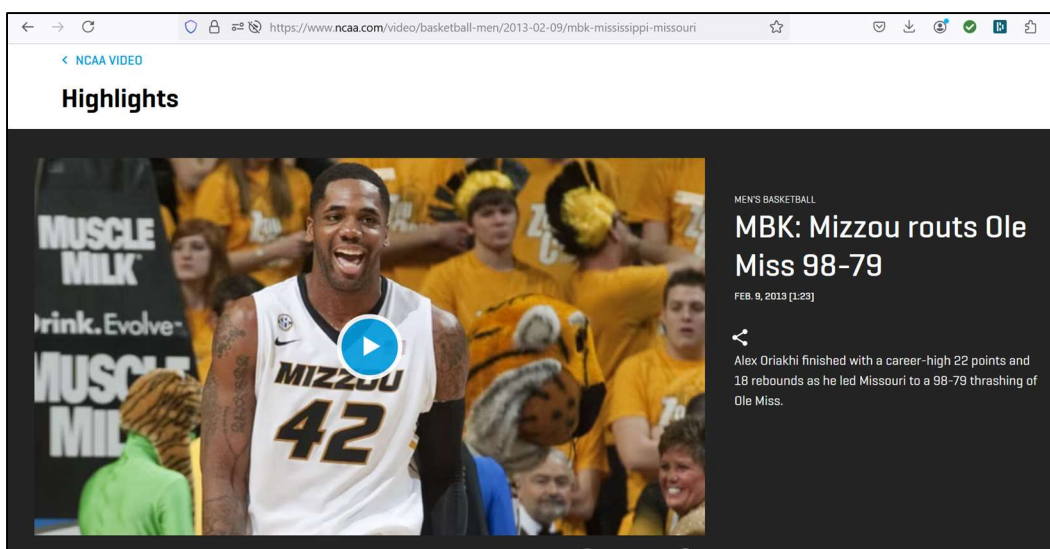 https://www.ncaa.com/video/basketball-men/2013-02-09/mbk-mississippi-missouri
< NCAA VIDEO
Highlights
MUSCLE
MILK
Drink. Evolve
MUSC
MIL
MIZZOU
42
MEN'S BASKETBALL
MBK: Mizzou routs Ole
Miss 98-79
FEB. 9, 2013 [1:23]
Alex Oriakhi finished with a career-high 22 points and
18 rebounds as he led Missouri to a 98-79 thrashing of
Ole Miss.